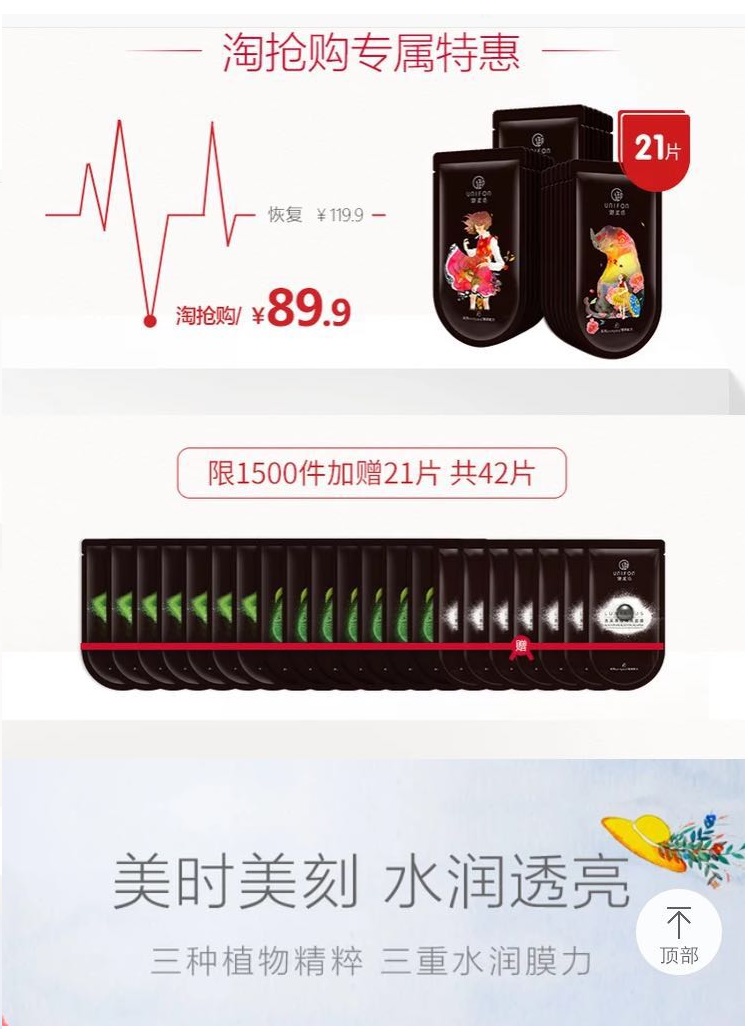 淘抢购专属特惠
21片
恢复 ¥119.9
淘抢购/ ¥89.9
UNIFON
御泥坊
UNIFON
限1500件加赠21片 共42片
UNIFON
赠
美时美刻 水润透亮
三种植物精粹 三重水润膜力
顶部